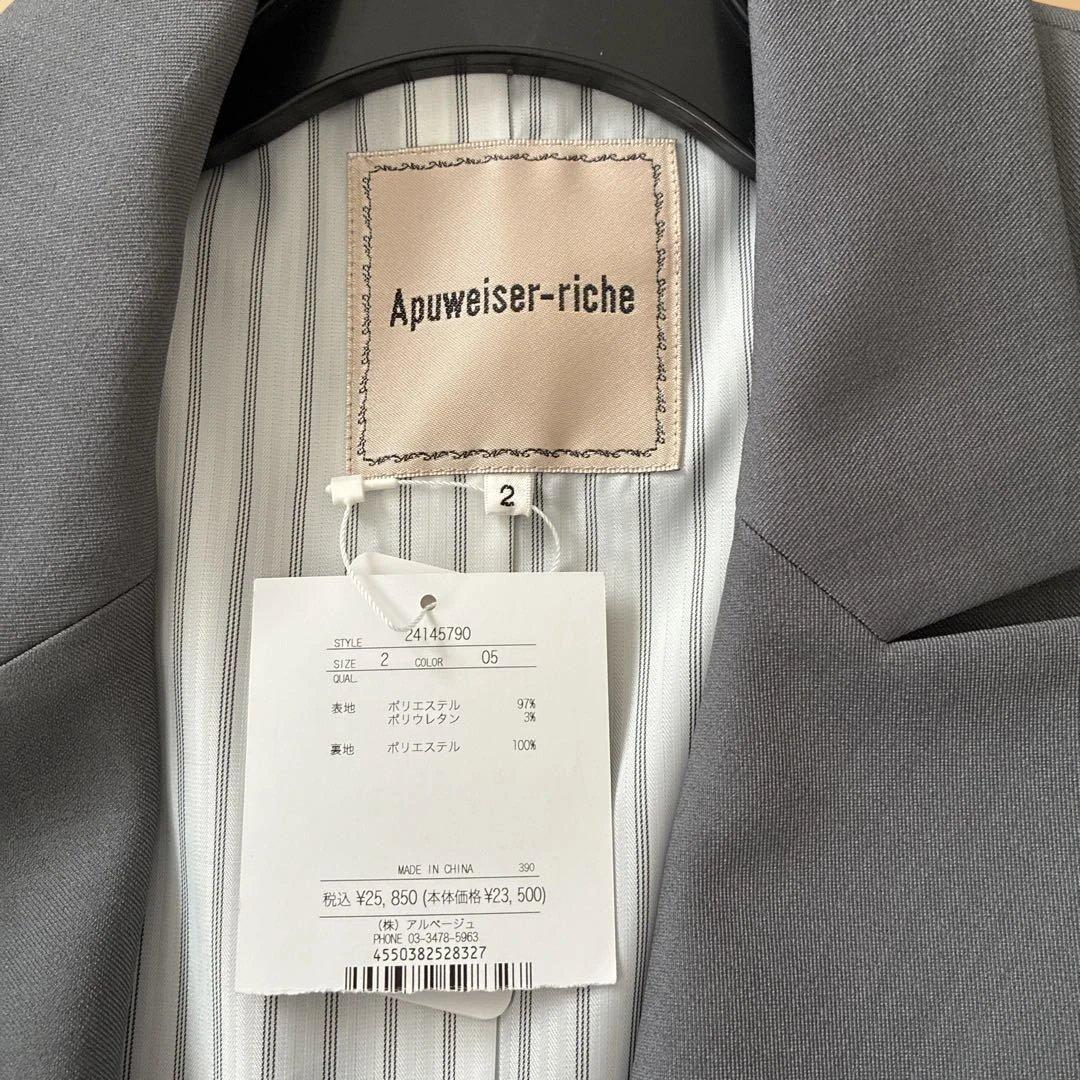 Apuweiser-riche
2
STYLE 24145790
SIZE 2 COLOR 05
QUAL.
表地 ポリエステル 97%
ポリウレタン 3%
裏地 ポリエステル 100%
MADE IN CHINA 390
税込 ¥25,850 (本体価格¥23,500)
(株) アルページュ
PHONE 03-3478-5963
4550382528327